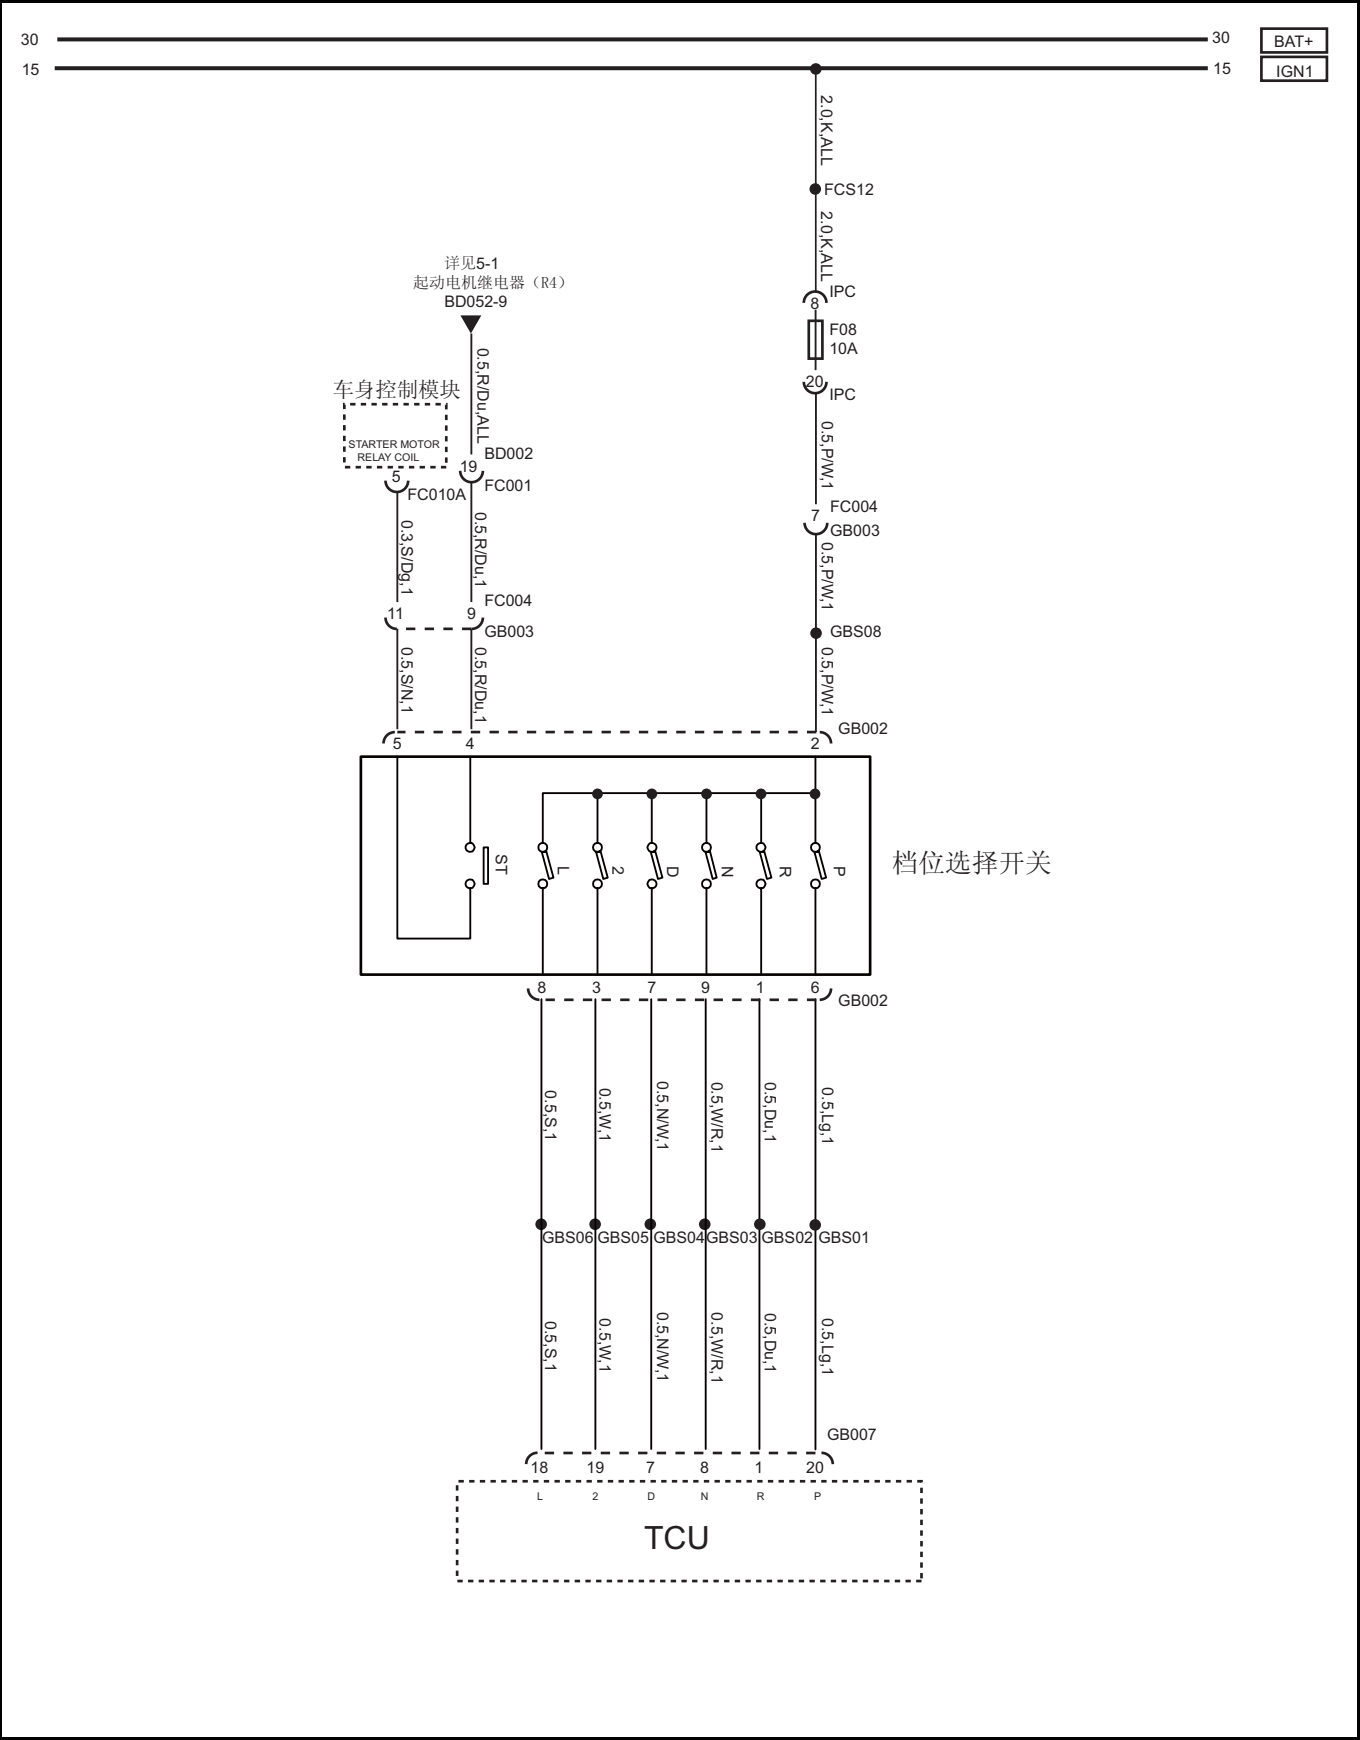 30
30
BAT+
15
15
IGN1
2.0,K,ALL
FCS12
2.0,K,ALL
详见5-1
起动电机继电器（R4）
BD052-9
IPC
8
F08
10A
20
IPC
0.5,R/Du,ALL
车身控制模块
STARTER MOTOR
RELAY COIL
5
FC010A
BD002
19
FC001
0.5,P/W,1
FC004
7
GB003
0.3,S/Dg,1
0.5,R/Du,1
0.5,P/W,1
FC004
11
9
GB003
GBS08
0.5,S/N,1
0.5,R/Du,1
0.5,P/W,1
GB002
5
4
2
ST
L
2
D
N
R
P
档位选择开关
8
3
7
9
1
6
GB002
0.5,S,1
0.5,W,1
0.5,N/W,1
0.5,W/R,1
0.5,Du,1
0.5,Lg,1
GBS06
GBS05
GBS04
GBS03
GBS02
GBS01
0.5,S,1
0.5,W,1
0.5,N/W,1
0.5,W/R,1
0.5,Du,1
0.5,Lg,1
GB007
18
19
7
8
1
20
L
2
D
N
R
P
TCU